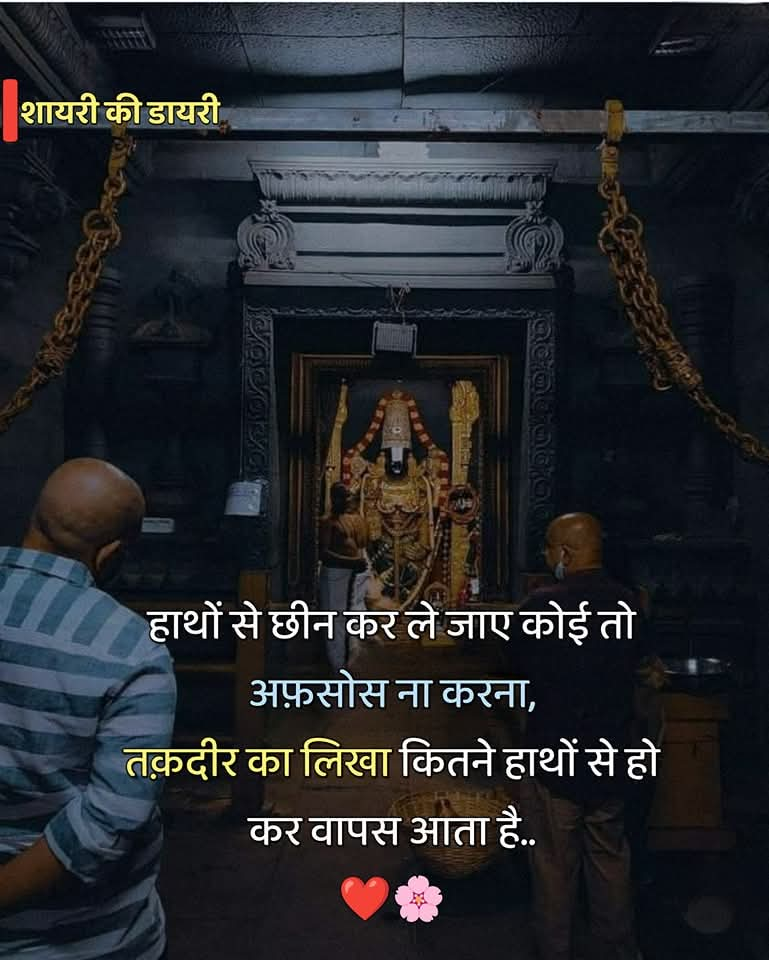 शायरी की डायरी
हाथों से छीन कर ले जाए कोई तो
अफ़सोस ना करना,
तक़दीर का लिखा कितने हाथों से हो
कर वापस आता है..
❤️🌸